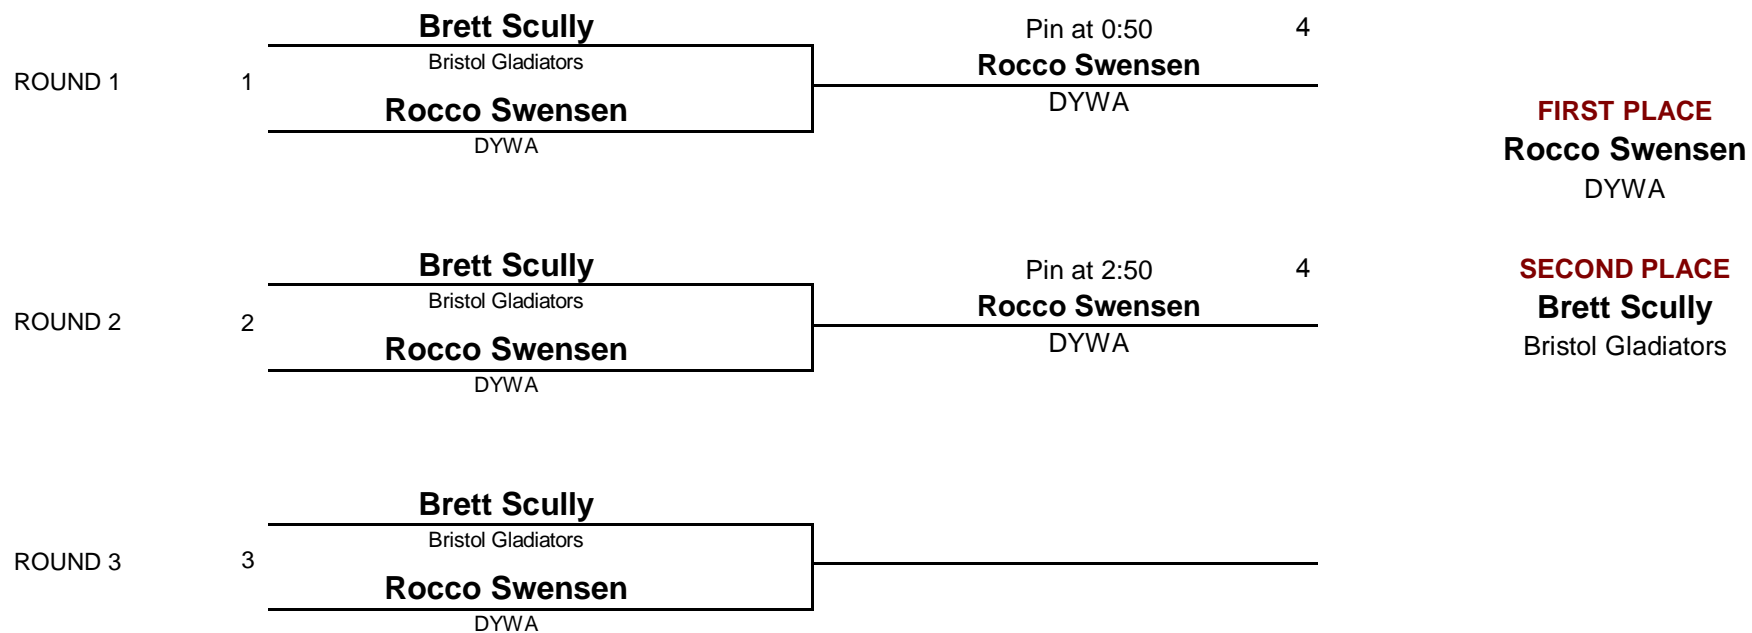 Brett Scully
Bristol Gladiators
ROUND 1
1
Rocco Swensen
DYWA
Pin at 0:50
4
Rocco Swensen
DYWA
FIRST PLACE
Rocco Swensen
DYWA
Brett Scully
Bristol Gladiators
ROUND 2
2
Rocco Swensen
DYWA
Pin at 2:50
4
Rocco Swensen
DYWA
SECOND PLACE
Brett Scully
Bristol Gladiators
Brett Scully
Bristol Gladiators
ROUND 3
3
Rocco Swensen
DYWA